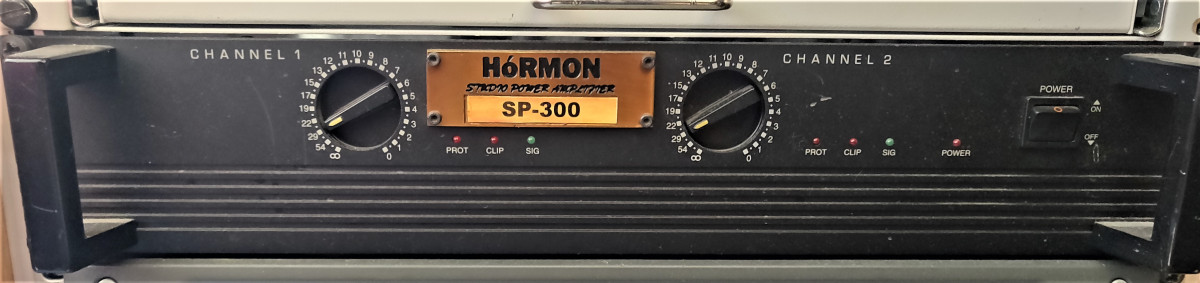 CHANNEL 1
∞ 54 29 22 19 17 15 13 12 11 10 9 8 7 6 5 4 3 2 1 0
HóRMON
STUDIO POWER AMPLIFIER
SP-300
PROT CLIP SIG
CHANNEL 2
∞ 54 29 22 19 17 15 13 12 11 10 9 8 7 6 5 4 3 2 1 0
PROT CLIP SIG POWER
POWER
ON
OFF